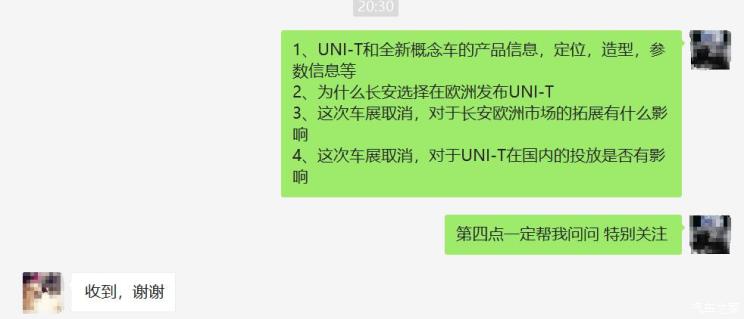 20:30
1、UNI-T和全新概念车的产品信息，定位，造型，参
数信息等
2、为什么长安选择在欧洲发布UNI-T
3、这次车展取消，对于长安欧洲市场的拓展有什么影
响
4、这次车展取消，对于UNI-T在国内的投放是否有影
响
第四点一定帮我问问 特别关注
收到，谢谢
汽车之家